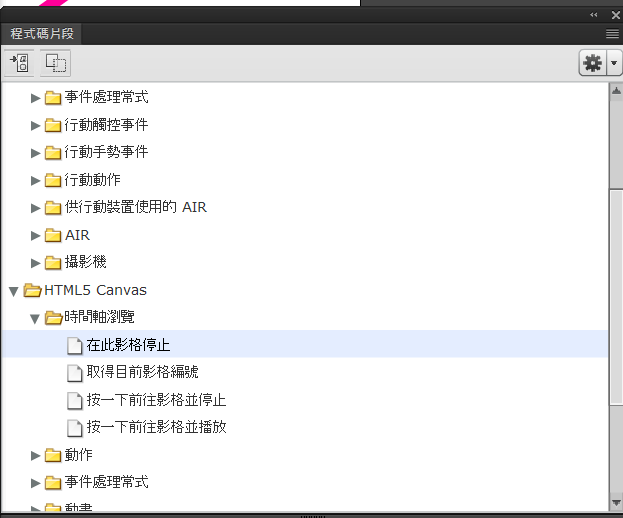 程式碼片段
事件處理常式
行動觸控事件
行動手勢事件
行動動作
供行動裝置使用的 AIR
AIR
攝影機
HTML5 Canvas
時間軸瀏覽
在此影格停止
取得目前影格編號
按一下前往影格並停止
按一下前往影格並播放
動作
事件處理常式
動畫